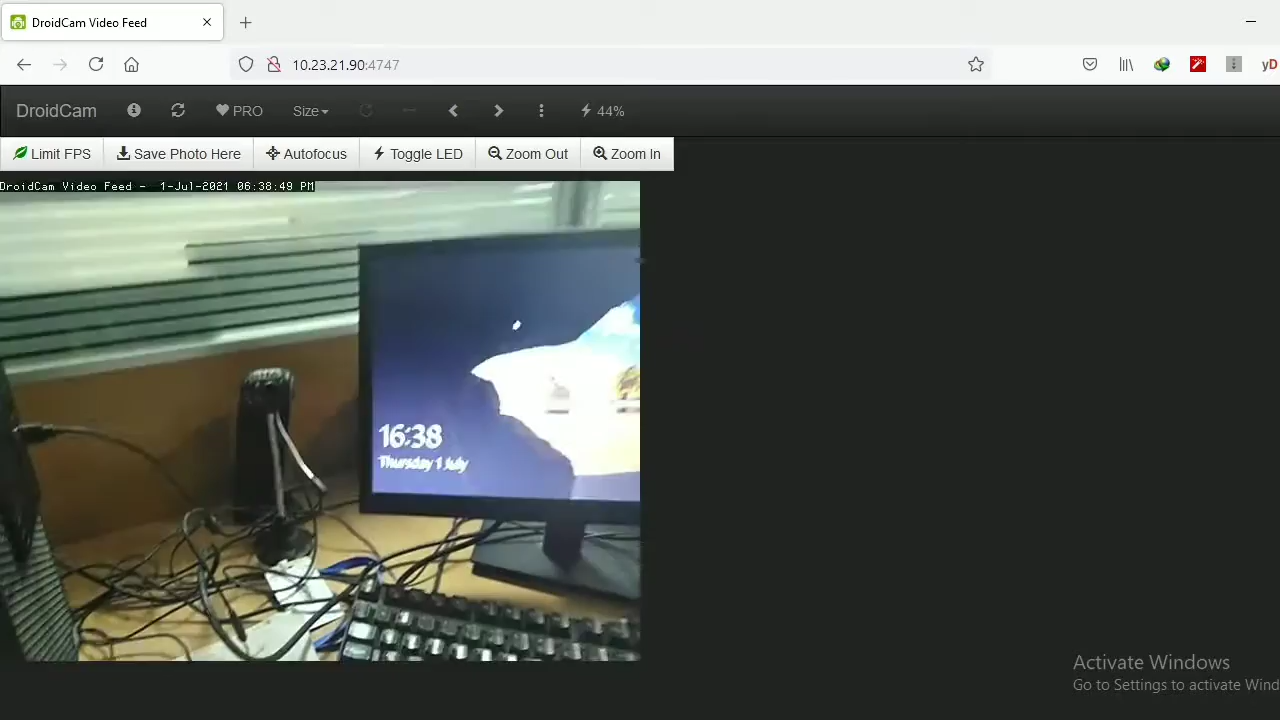 DroidCam Video Feed
10.23.21.90:4747
yD
DroidCam
PRO
Size
44%
Limit FPS
Save Photo Here
Autofocus
Toggle LED
Zoom Out
Zoom In
DroidCam Video Feed - 1-Jul-2021 06:38:49 PM
16:38
Thursday 1 July
Activate Windows
Go to Settings to activate Wind